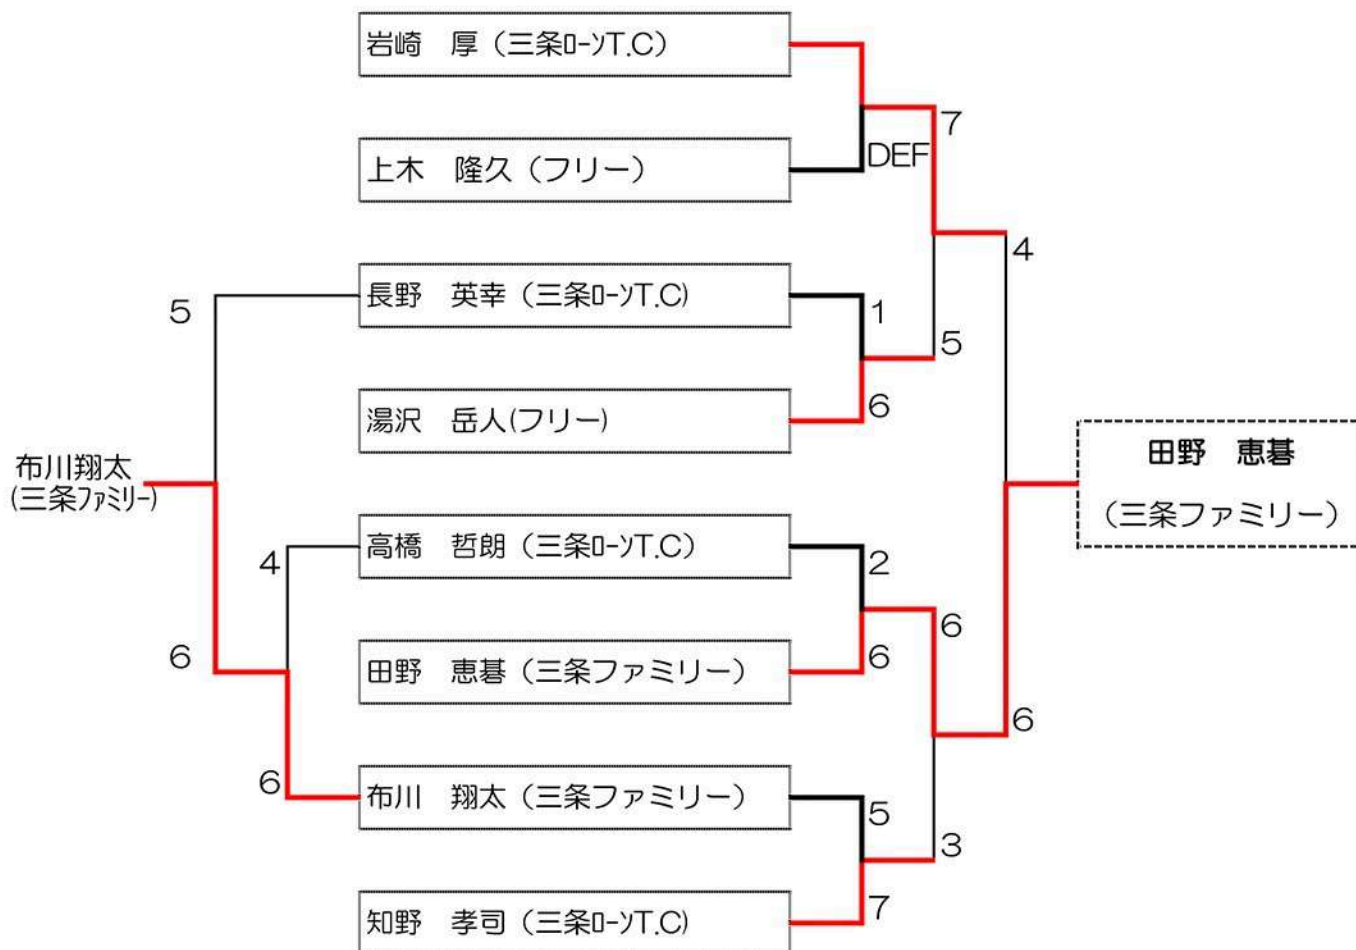 岩崎　厚（三条ﾛｰﾝT.C）
7
上木　隆久（フリー）
DEF
4
長野　英幸（三条ﾛｰﾝT.C)
5
1
5
湯沢　岳人(フリー)
6
布川翔太
(三条ﾌｧﾐﾘｰ)
田野　恵碁
（三条ファミリー）
高橋　哲朗（三条ﾛｰﾝT.C）
4
2
6
田野　恵碁（三条ファミリー）
6
6
6
布川　翔太（三条ファミリー）
6
5
3
知野　孝司（三条ﾛｰﾝT.C)
7